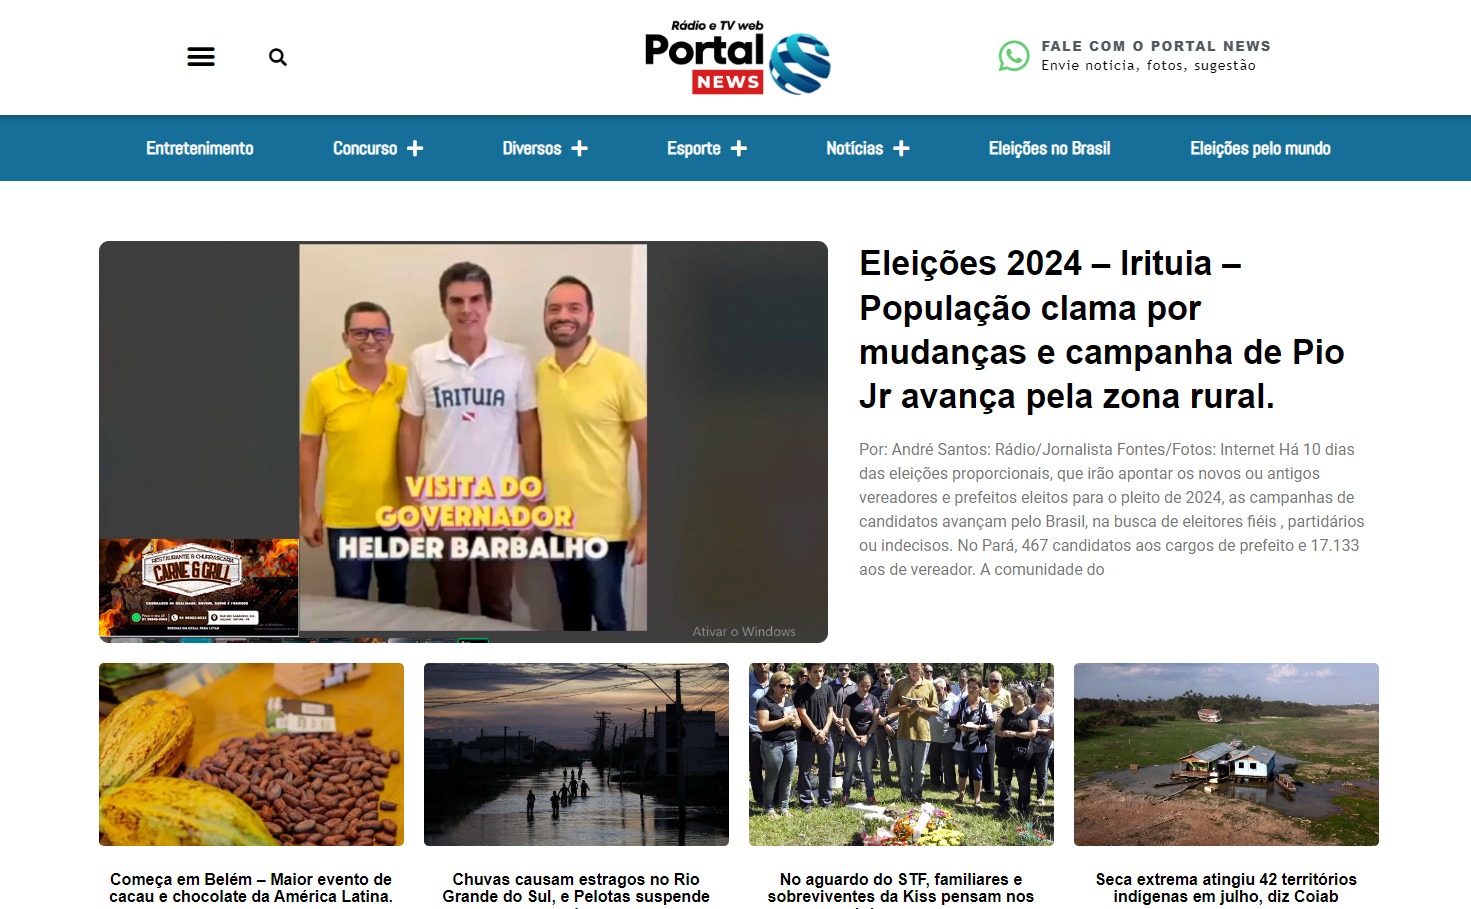 Rádio e TV web
Portal
NEWS
FALE COM O PORTAL NEWS
Envie noticia, fotos, sugestão
Entretenimento
Concurso
Diversos
Esporte
Notícias
Eleições no Brasil
Eleições pelo mundo
IRITUIA
VISITA DO
GOVERNADOR
HELDER BARBALHO
RESTAURANTE & CHURRASCARIA
CARNE & GRILL
Ativar o Windows
Eleições 2024 – Irituia –
População clama por
mudanças e campanha de Pio
Jr avança pela zona rural.
Por: André Santos: Rádio/Jornalista Fontes/Fotos: Internet Há 10 dias
das eleições proporcionais, que irão apontar os novos ou antigos
vereadores e prefeitos eleitos para o pleito de 2024, as campanhas de
candidatos avançam pelo Brasil, na busca de eleitores fiéis , partidários
ou indecisos. No Pará, 467 candidatos aos cargos de prefeito e 17.133
aos de vereador. A comunidade do
Começa em Belém – Maior evento de
cacau e chocolate da América Latina.
Chuvas causam estragos no Rio
Grande do Sul, e Pelotas suspende
No aguardo do STF, familiares e
sobreviventes da Kiss pensam nos
Seca extrema atingiu 42 territórios
indígenas em julho, diz Coiab